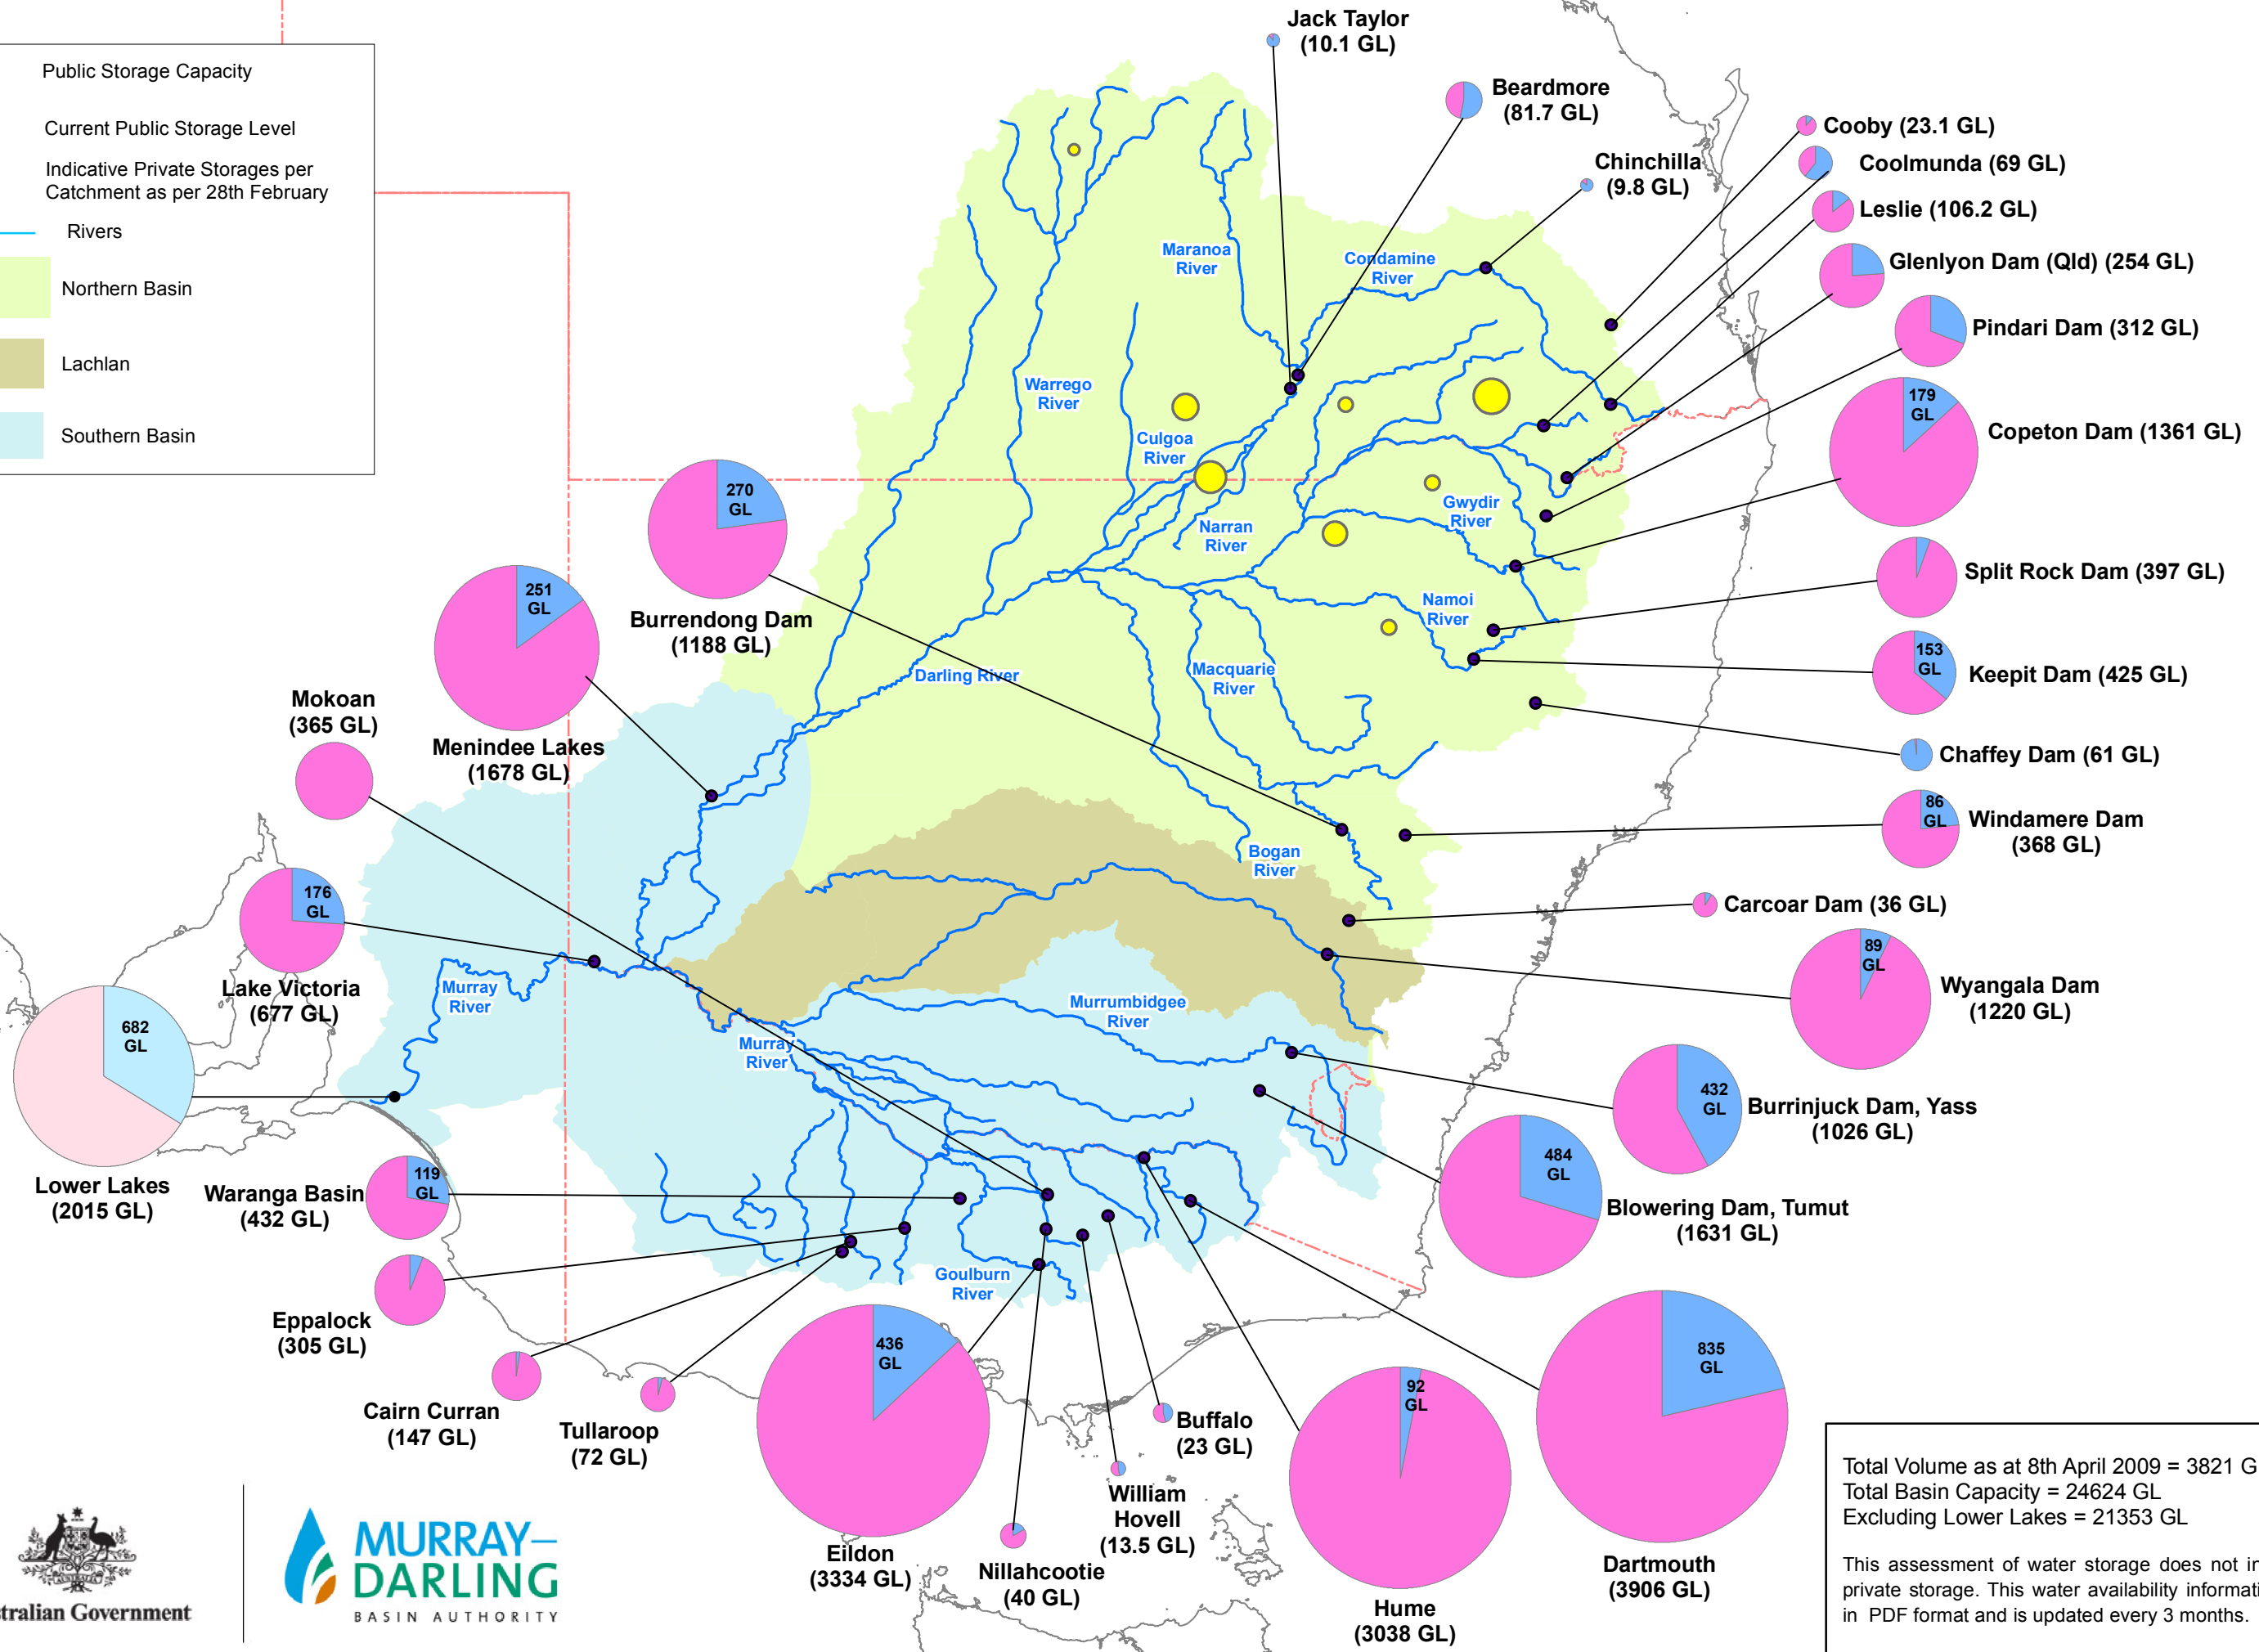 Public Storage Capacity
Current Public Storage Level
Indicative Private Storages per
Catchment as per 28th February
Rivers
Northern Basin
Lachlan
Southern Basin
Jack Taylor
(10.1 GL)
Beardmore
(81.7 GL)
Chinchilla
(9.8 GL)
Cooby (23.1 GL)
Coolmunda (69 GL)
Leslie (106.2 GL)
Glenlyon Dam (Qld) (254 GL)
Pindari Dam (312 GL)
179
GL
Copeton Dam (1361 GL)
Split Rock Dam (397 GL)
153
GL
Keepit Dam (425 GL)
Chaffey Dam (61 GL)
86
GL
Windamere Dam
(368 GL)
Carcoar Dam (36 GL)
89
GL
Wyangala Dam
(1220 GL)
432
GL
Burrinjuck Dam, Yass
(1026 GL)
484
GL
Blowering Dam, Tumut
(1631 GL)
835
GL
Dartmouth
(3906 GL)
92
GL
Hume
(3038 GL)
Buffalo
(23 GL)
William
Hovell
(13.5 GL)
Nillahcootie
(40 GL)
436
GL
Eildon
(3334 GL)
Tullaroop
(72 GL)
Cairn Curran
(147 GL)
Eppalock
(305 GL)
119
GL
Waranga Basin
(432 GL)
682
GL
Lower Lakes
(2015 GL)
176
GL
Lake Victoria
(677 GL)
Mokoan
(365 GL)
251
GL
Menindee Lakes
(1678 GL)
270
GL
Burrendong Dam
(1188 GL)
Maranoa
River
Condamine
River
Warrego
River
Culgoa
River
Narran
River
Gwydir
River
Namoi
River
Macquarie
River
Darling River
Bogan
River
Murray
River
Murrumbidgee
River
Murray
River
Goulburn
River
AUSTRALIA
tralian Government
MURRAY–
DARLING
BASIN AUTHORITY
Total Volume as at 8th April 2009 = 3821 G
Total Basin Capacity = 24624 GL
Excluding Lower Lakes = 21353 GL
This assessment of water storage does not in
private storage. This water availability informati
in PDF format and is updated every 3 months.